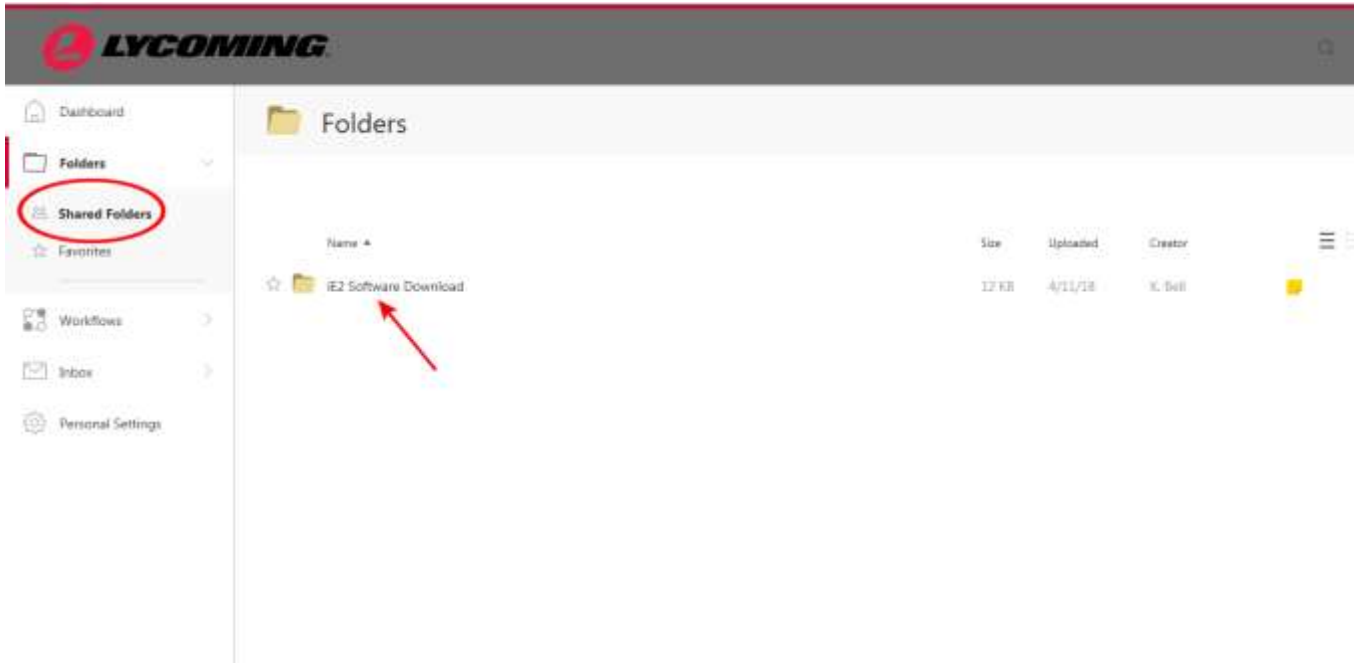 LYCOMING
Dashboard
Folders
Shared Folders
Favorites
Workflows
Inbox
Personal Settings
Folders
Name Size Uploaded Creator
iE2 Software Download 12 KB 4/11/18 K. Bell